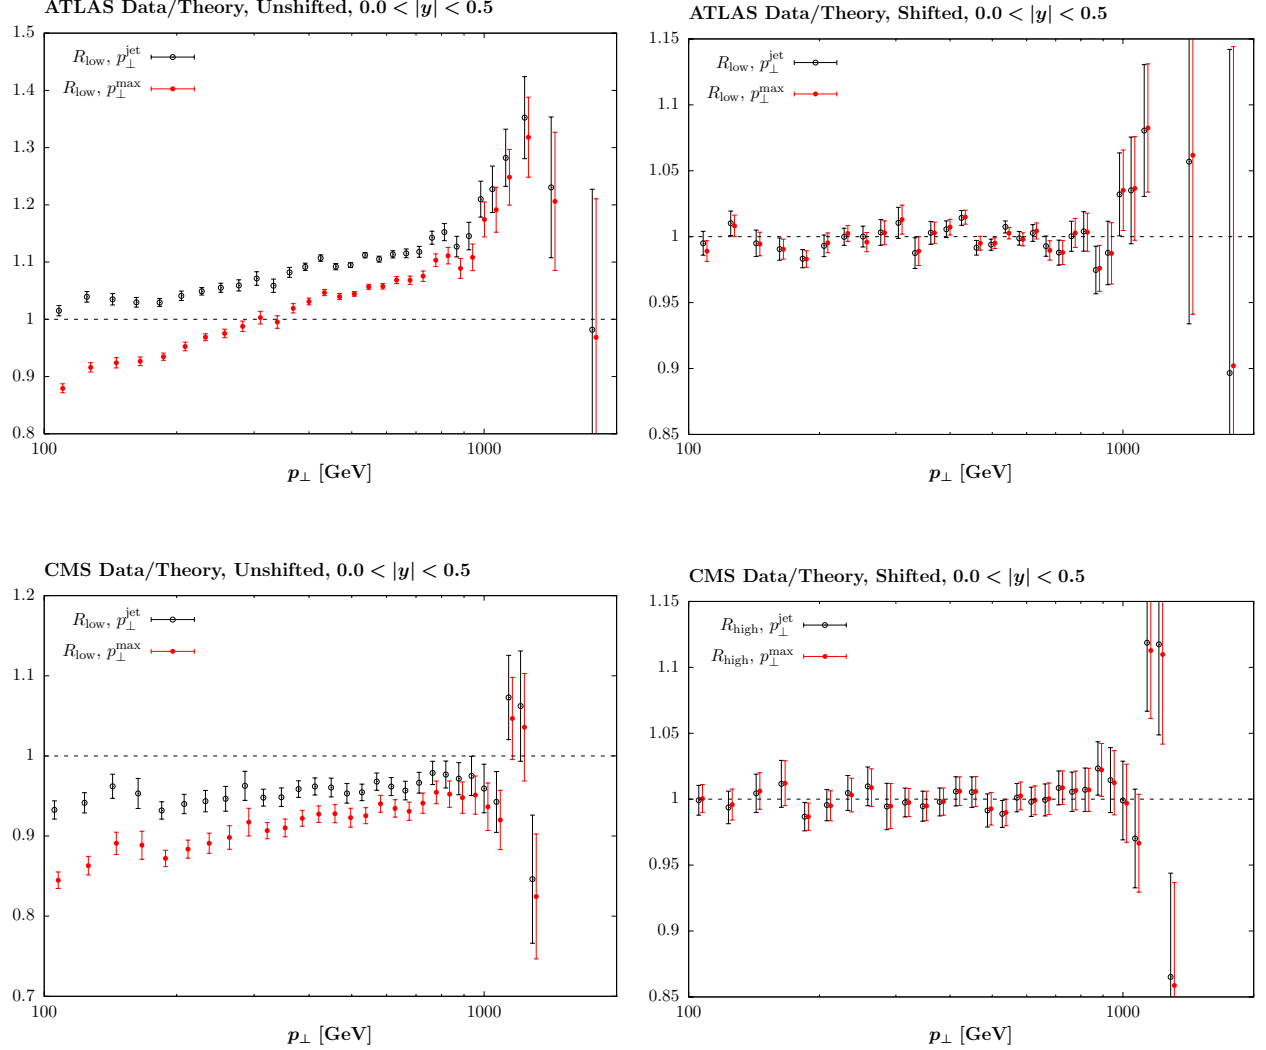 ATLAS Data/Theory, Unshifted, 0.0 < |y| < 0.5
1.5
1.4
1.3
1.2
1.1
1
0.9
0.8
R_low, p_⊥^jet
R_low, p_⊥^max
100
1000
p_⊥ [GeV]
ATLAS Data/Theory, Shifted, 0.0 < |y| < 0.5
1.15
1.1
1.05
1
0.95
0.9
0.85
R_low, p_⊥^jet
R_low, p_⊥^max
100
1000
p_⊥ [GeV]
CMS Data/Theory, Unshifted, 0.0 < |y| < 0.5
1.2
1.1
1
0.9
0.8
0.7
R_low, p_⊥^jet
R_low, p_⊥^max
100
1000
p_⊥ [GeV]
CMS Data/Theory, Shifted, 0.0 < |y| < 0.5
1.15
1.1
1.05
1
0.95
0.9
0.85
R_high, p_⊥^jet
R_high, p_⊥^max
100
1000
p_⊥ [GeV]